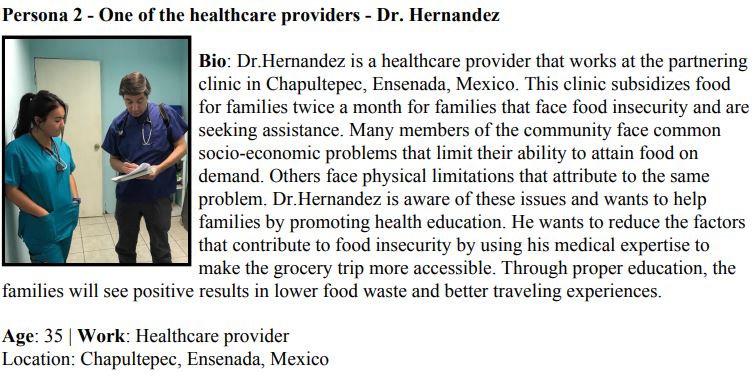 Persona 2 - One of the healthcare providers - Dr. Hernandez
Bio: Dr.Hernandez is a healthcare provider that works at the partnering
clinic in Chapultepec, Ensenada, Mexico. This clinic subsidizes food
for families twice a month for families that face food insecurity and are
seeking assistance. Many members of the community face common
socio-economic problems that limit their ability to attain food on
demand. Others face physical limitations that attribute to the same
problem. Dr.Hernandez is aware of these issues and wants to help
families by promoting health education. He wants to reduce the factors
that contribute to food insecurity by using his medical expertise to
make the grocery trip more accessible. Through proper education, the
families will see positive results in lower food waste and better traveling experiences.
Age: 35 | Work: Healthcare provider
Location: Chapultepec, Ensenada, Mexico